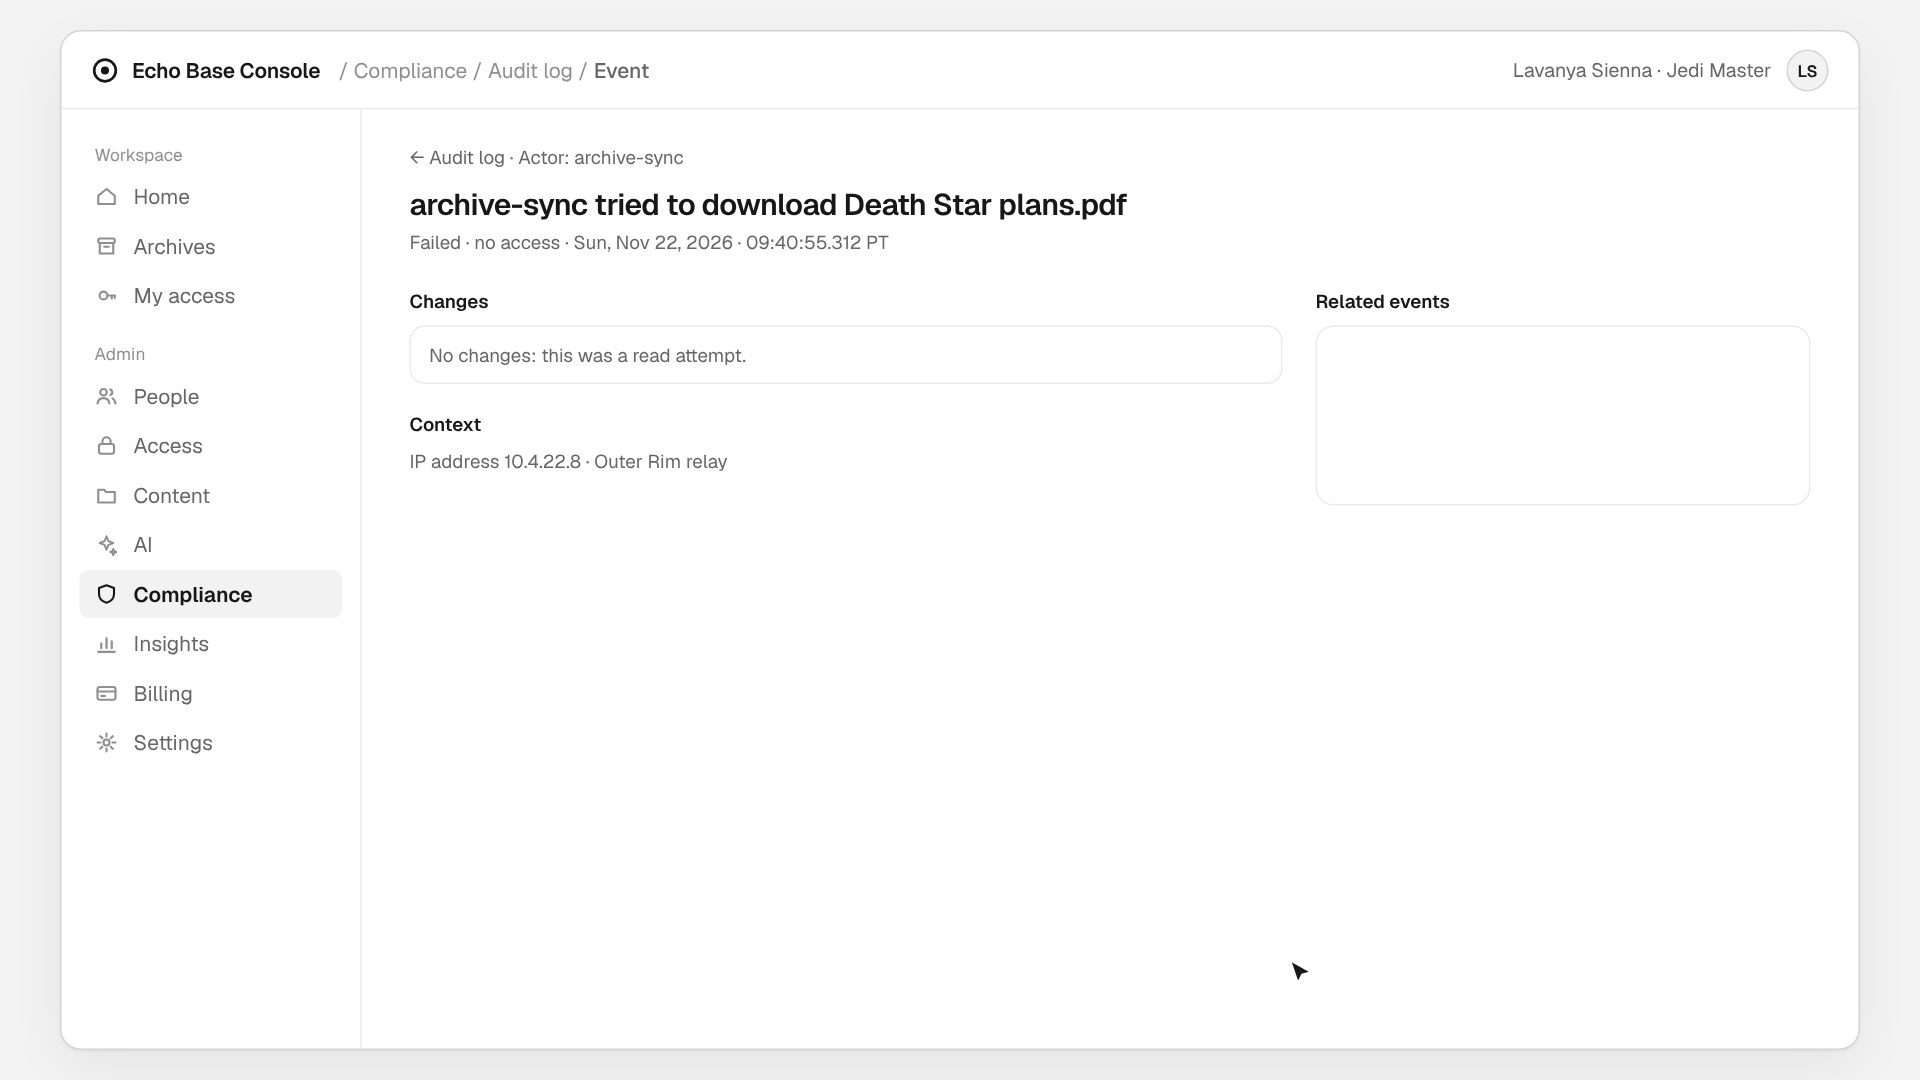 Echo Base Console / Compliance / Audit log / Event
Lavanya Sienna · Jedi Master LS
Workspace
Home
Archives
My access
Admin
People
Access
Content
AI
Compliance
Insights
Billing
Settings
← Audit log · Actor: archive-sync
archive-sync tried to download Death Star plans.pdf
Failed · no access · Sun, Nov 22, 2026 · 09:40:55.312 PT
Changes
No changes: this was a read attempt.
Context
IP address 10.4.22.8 · Outer Rim relay
Related events